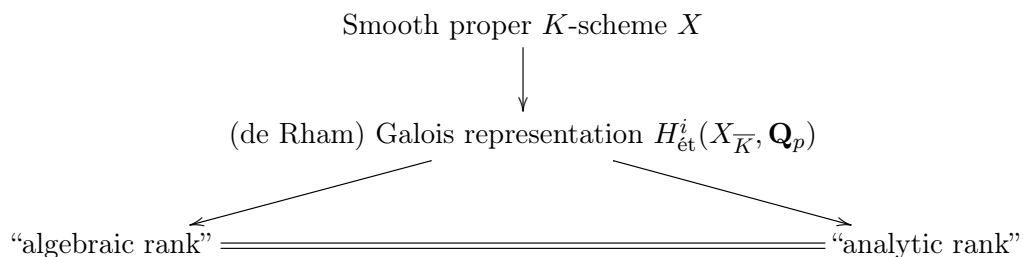 Smooth proper K-scheme X
(de Rham) Galois representation H^i_ét(X_K̅, Q_p)
“algebraic rank” “analytic rank”